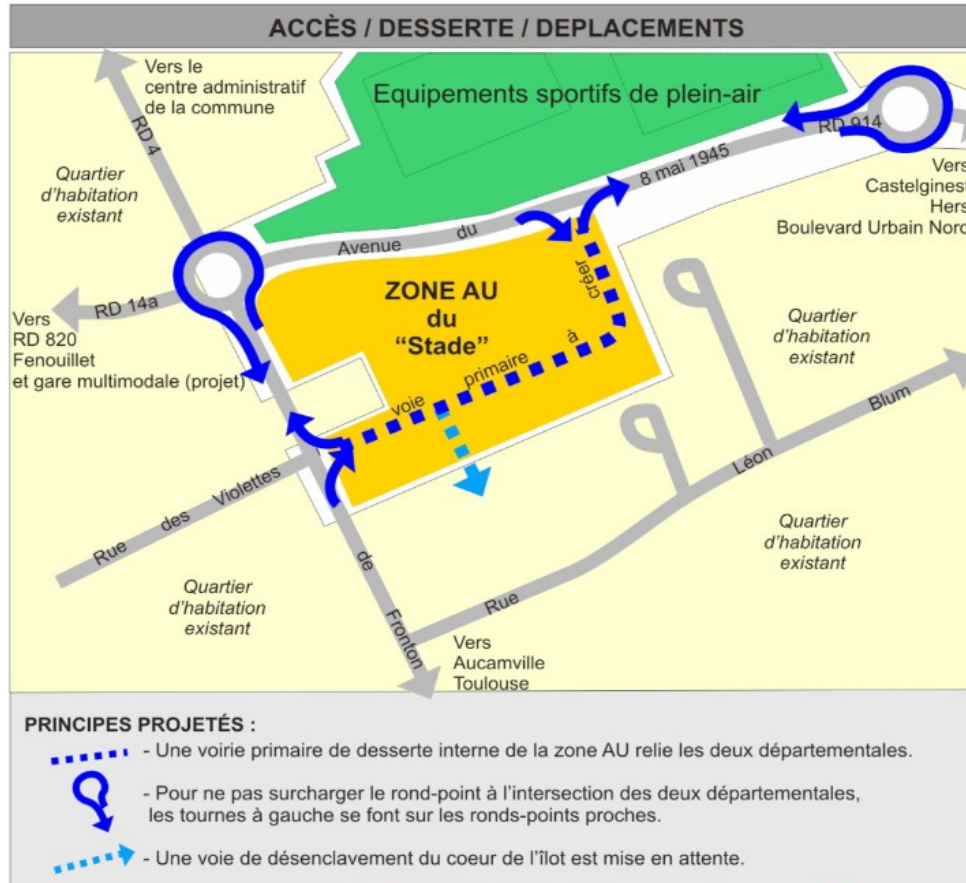 ACCÈS / DESSERTE / DEPLACEMENTS
Vers le
centre administratif
de la commune
Equipements sportifs de plein-air
RD 4
RD 914
Quartier
d'habitation
existant
8 mai 1945
Vers
Castelginest
Hers
Boulevard Urbain Nord
Avenue du
créer
ZONE AU
du
“Stade”
RD 14a
Vers
RD 820
Fenouillet
et gare multimodale (projet)
Quartier
d'habitation
existant
voie primaire à
Rue des Violettes
Rue Léon Blum
de Fronton
Quartier
d'habitation
existant
Quartier
d'habitation
existant
Vers
Aucamville
Toulouse
PRINCIPES PROJETÉS :
- Une voirie primaire de desserte interne de la zone AU relie les deux départementales.
- Pour ne pas surcharger le rond-point à l'intersection des deux départementales,
les tournes à gauche se font sur les ronds-points proches.
- Une voie de désenclavement du coeur de l'îlot est mise en attente.